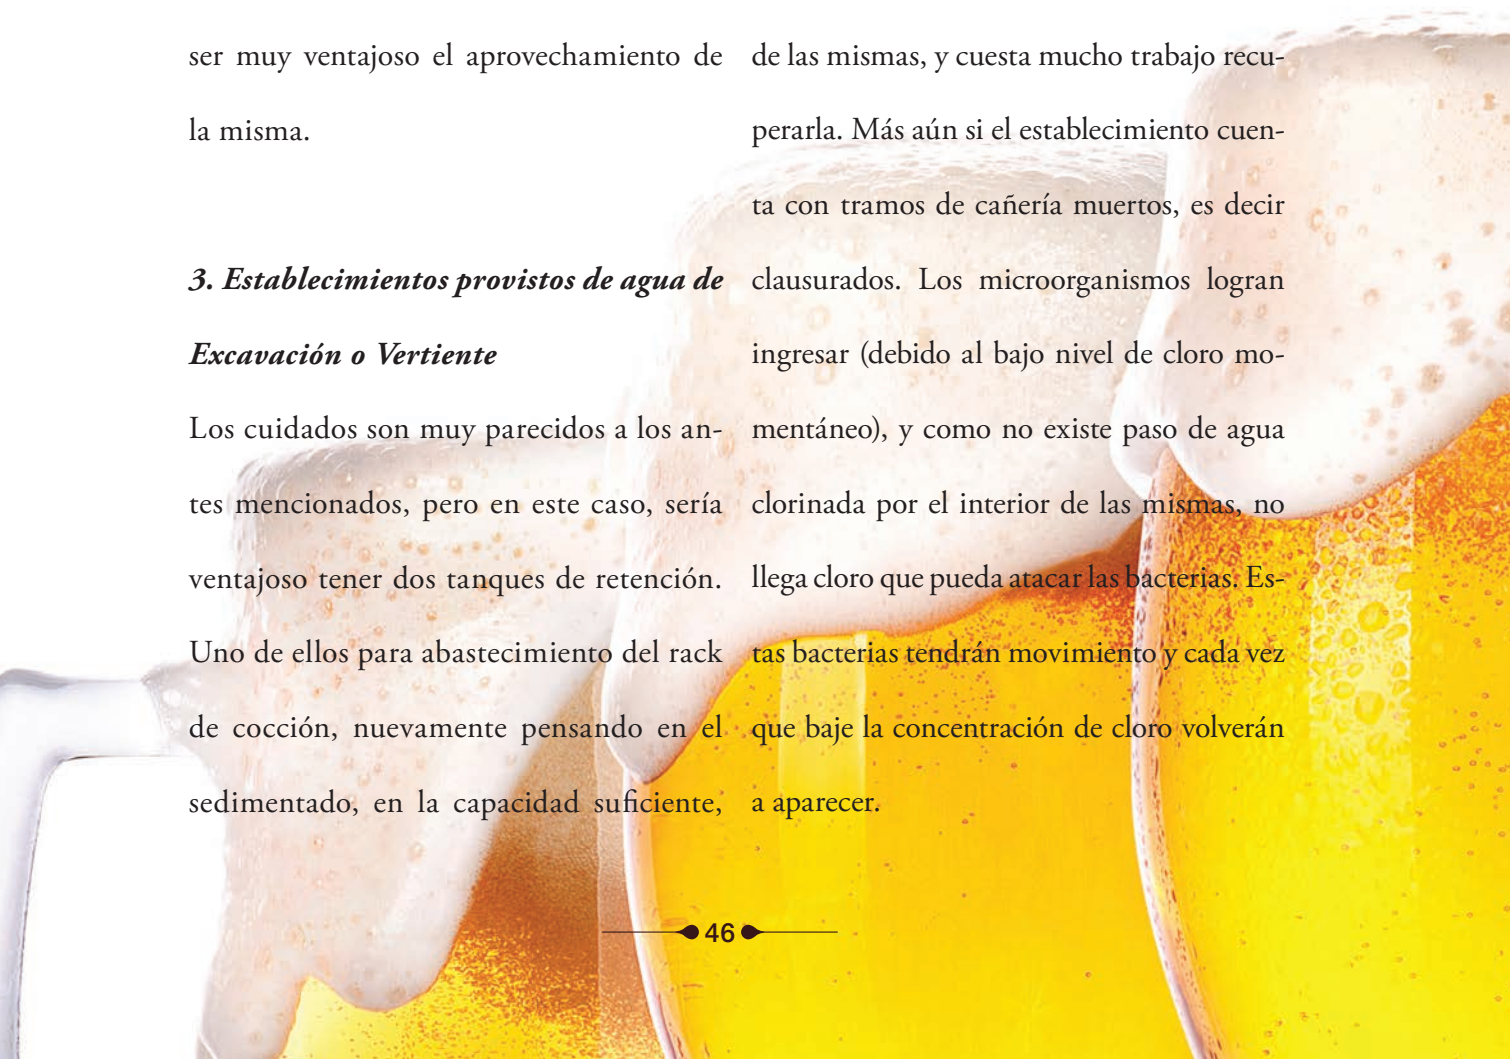 ser muy ventajoso el aprovechamiento de
la misma.
3. Establecimientos provistos de agua de
Excavación o Vertiente
Los cuidados son muy parecidos a los an-
tes mencionados, pero en este caso, sería
ventajoso tener dos tanques de retención.
Uno de ellos para abastecimiento del rack
de cocción, nuevamente pensando en el
sedimentado, en la capacidad suficiente,
de las mismas, y cuesta mucho trabajo recu-
perarla. Más aún si el establecimiento cuen-
ta con tramos de cañería muertos, es decir
clausurados. Los microorganismos logran
ingresar (debido al bajo nivel de cloro mo-
mentáneo), y como no existe paso de agua
clorinada por el interior de las mismas, no
llega cloro que pueda atacar las bacterias. Es-
tas bacterias tendrán movimiento y cada vez
que baje la concentración de cloro volverán
a aparecer.
46